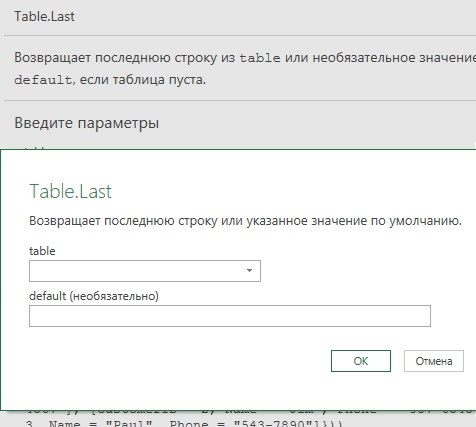 Table.Last
Возвращает последнюю строку из table или необязательное значение
default, если таблица пуста.
Введите параметры
Table.Last
Возвращает последнюю строку или указанное значение по умолчанию.
table
default (необязательно)
OK
Отмена
3, Name = "Paul", Phone = "543-7890"]}))